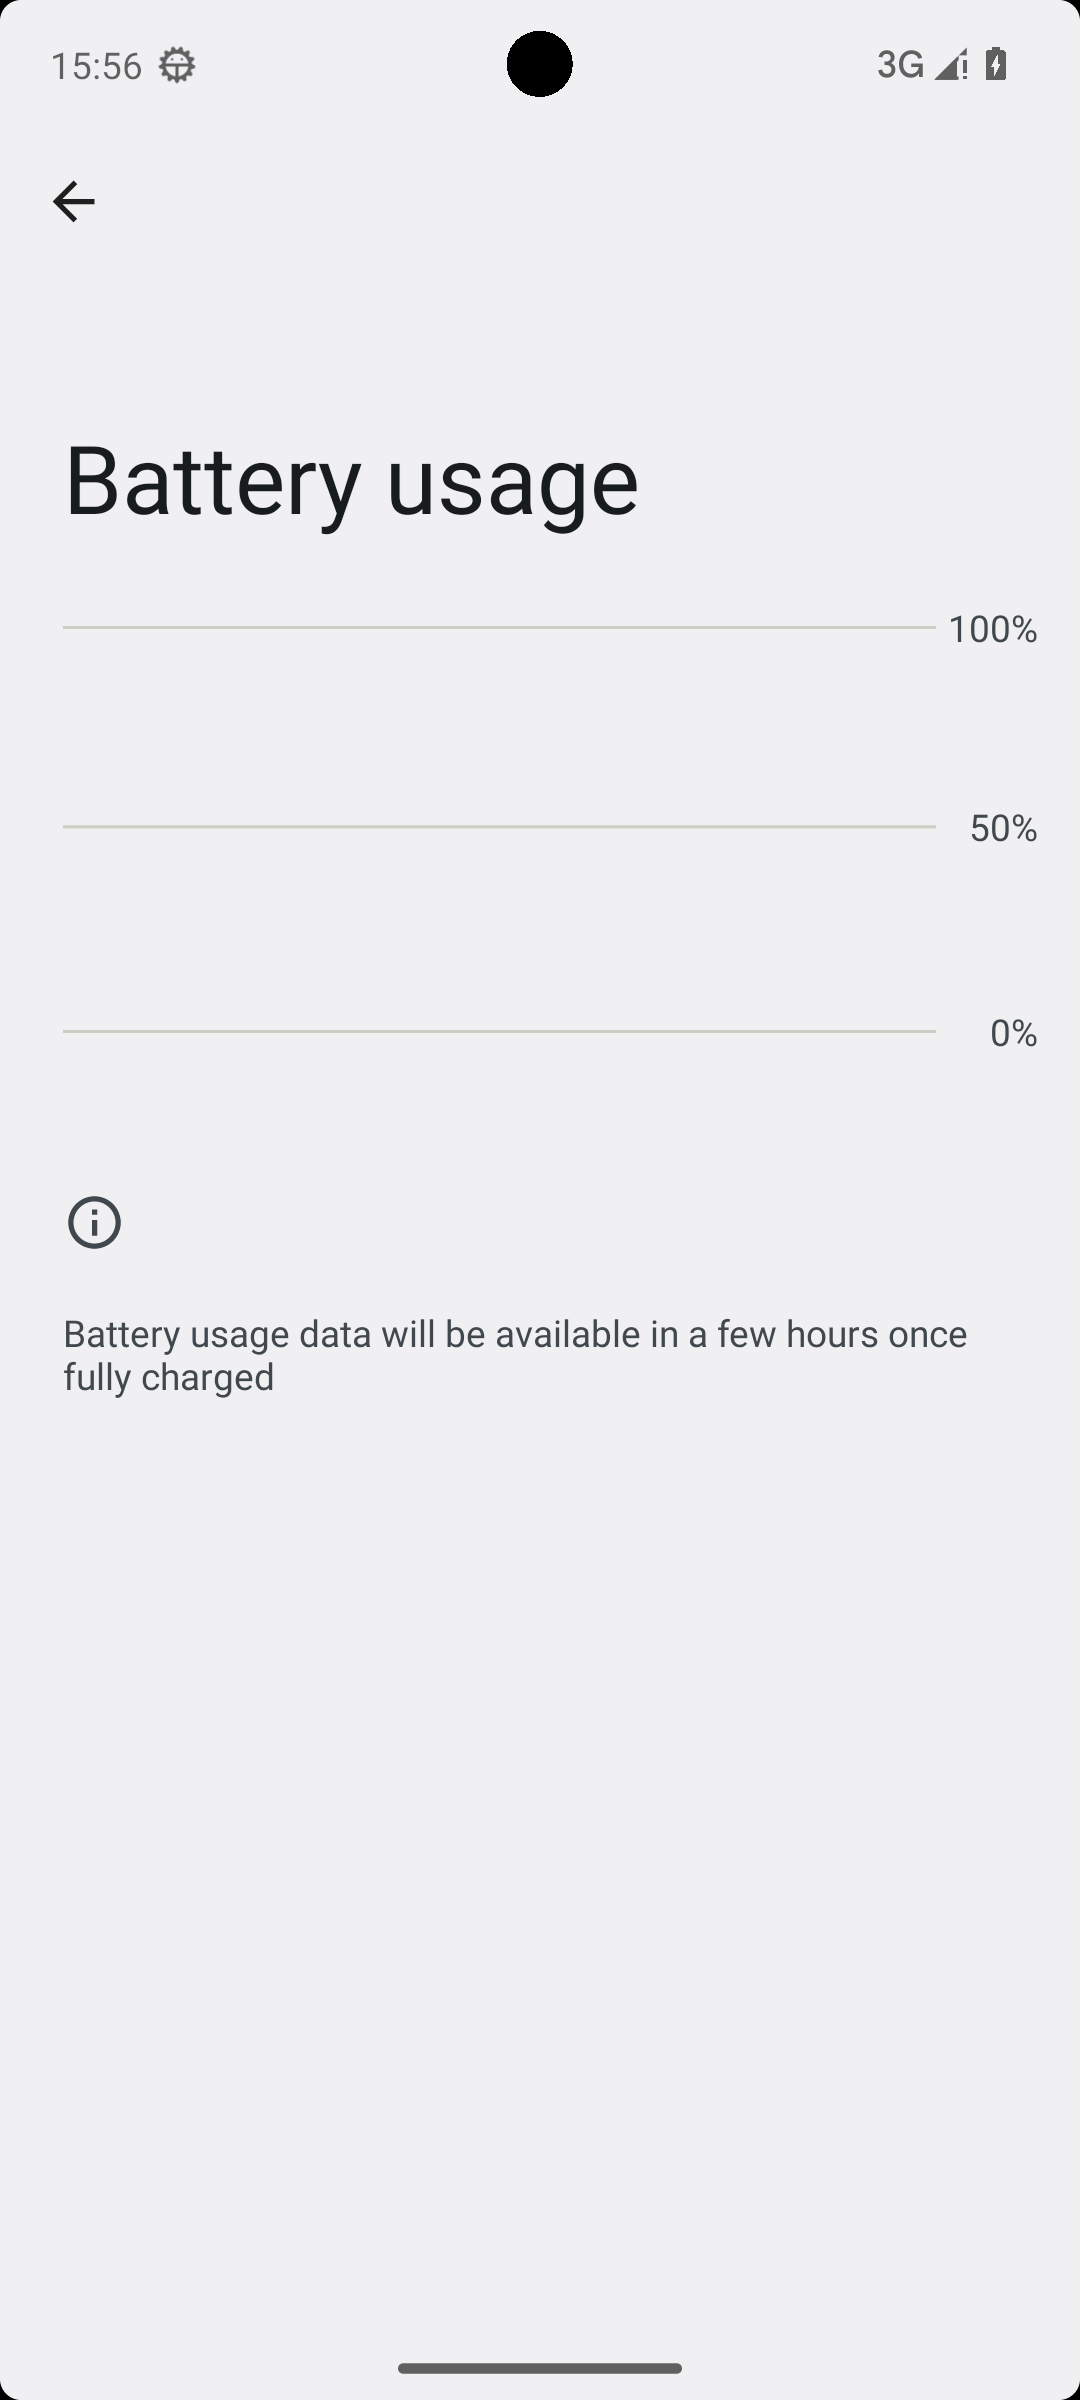 15:56
3G
Battery usage
100%
50%
0%
Battery usage data will be available in a few hours once
fully charged